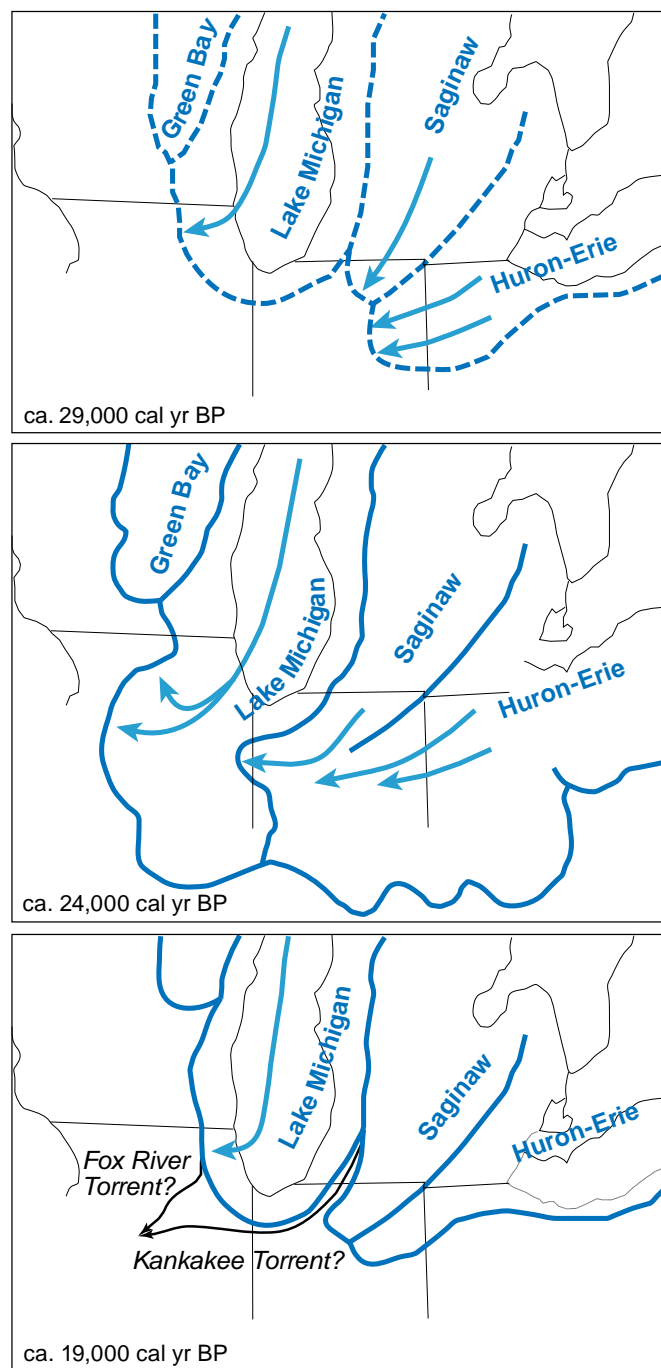 Green Bay
Lake Michigan
Saginaw
Huron-Erie
ca. 29,000 cal yr BP
Green Bay
Lake Michigan
Saginaw
Huron-Erie
ca. 24,000 cal yr BP
Lake Michigan
Saginaw
Huron-Erie
Fox River
Torrent?
Kankakee Torrent?
ca. 19,000 cal yr BP